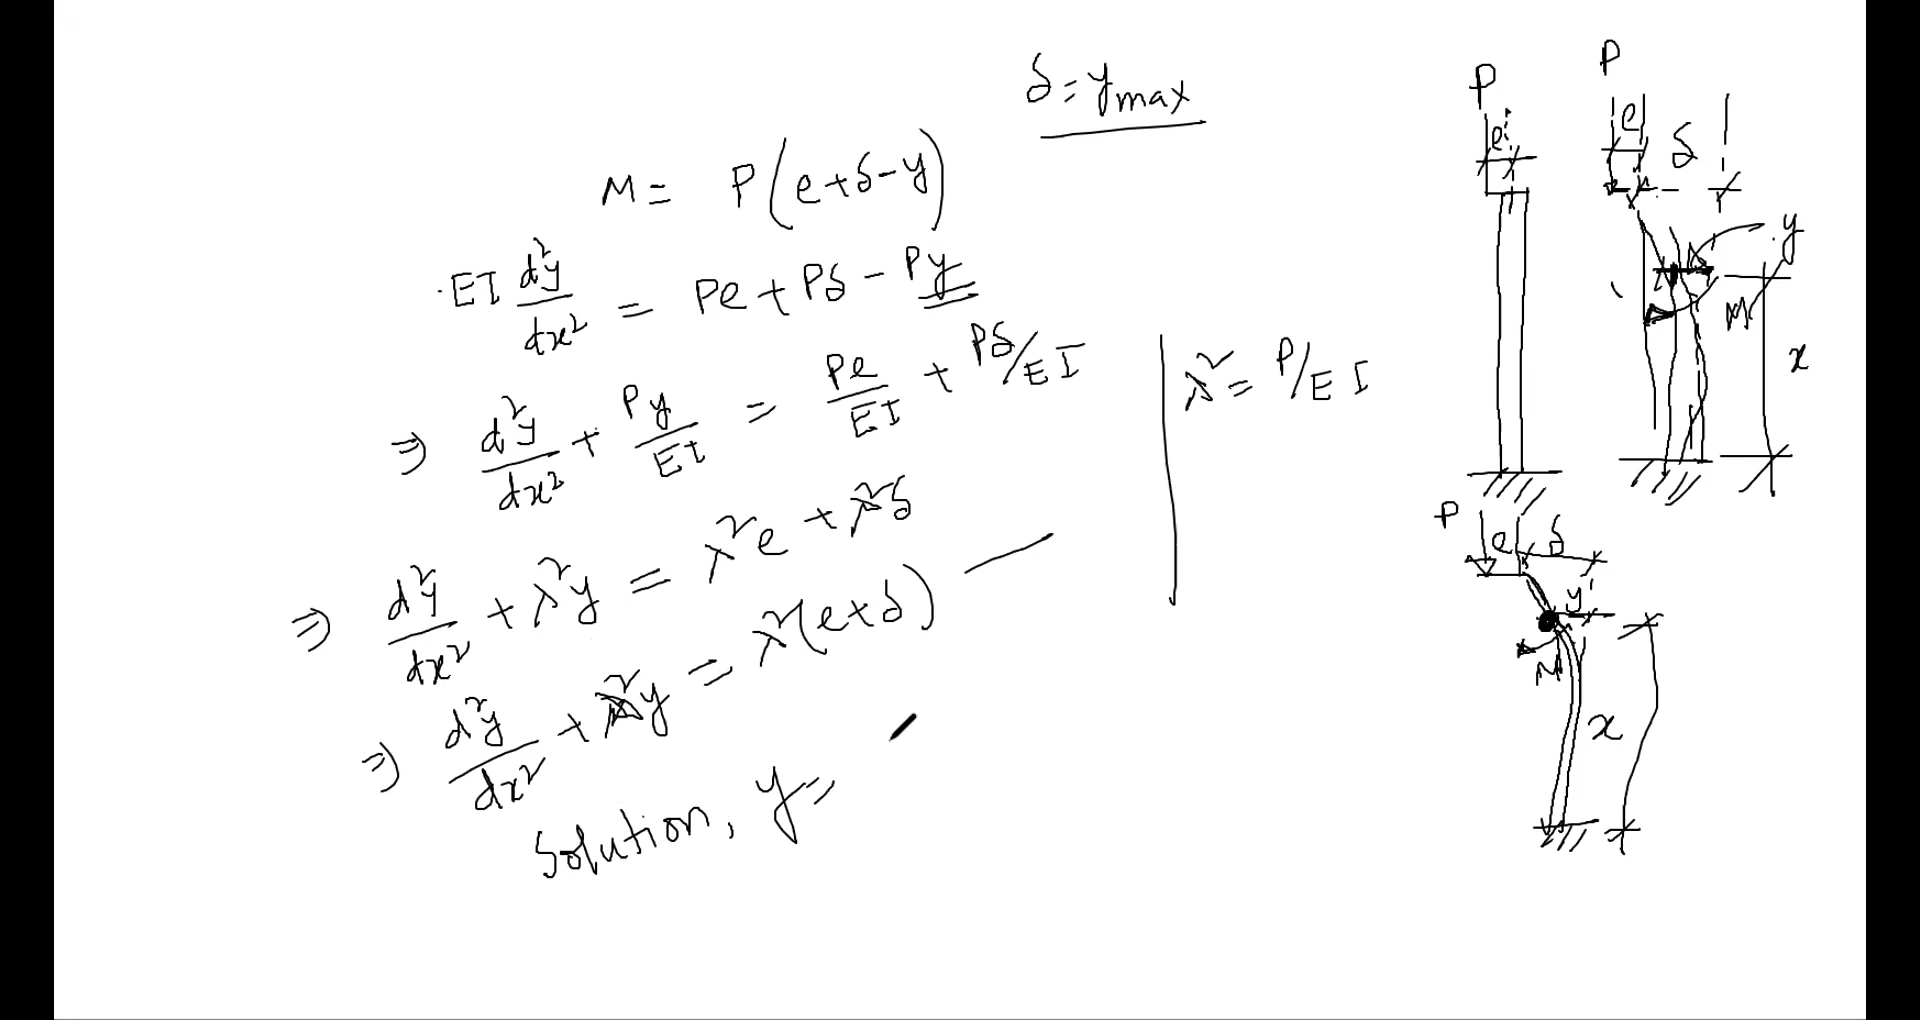 δ = y_max
M = P(e+δ-y)
EI d²y/dx² = Pe + Pδ - Py
⇒ d²y/dx² + Py/EI = Pe/EI + Pδ/EI
λ² = P/EI
⇒ d²y/dx² + λ²y = λ²e + λ²δ
⇒ d²y/dx² + λ²y = λ²(e+δ) —
Solution, y =
P
e
P
e
δ
y
M
x
P
e
δ
y
M
x